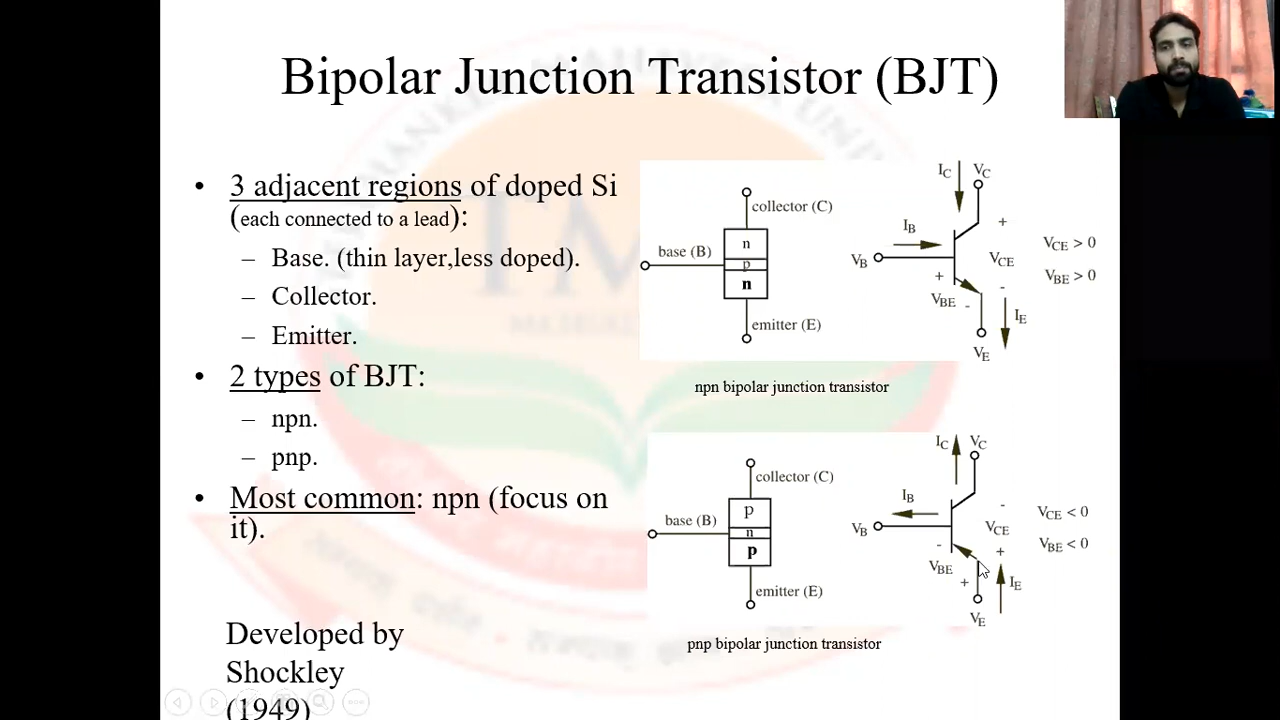 Bipolar Junction Transistor (BJT)
• 3 adjacent regions of doped Si
(each connected to a lead):
– Base. (thin layer,less doped).
– Collector.
– Emitter.
• 2 types of BJT:
– npn.
– pnp.
• Most common: npn (focus on
it).
Developed by
Shockley
(1949)
collector (C)
n
base (B)
p
n
emitter (E)
IC
VC
IB
+
VB
VCE
VCE > 0
+
VBE > 0
-
VBE
-
IE
VE
npn bipolar junction transistor
collector (C)
p
base (B)
n
p
emitter (E)
IC
VC
IB
-
VB
VCE
VCE < 0
-
VBE < 0
+
VBE
+
IE
VE
pnp bipolar junction transistor